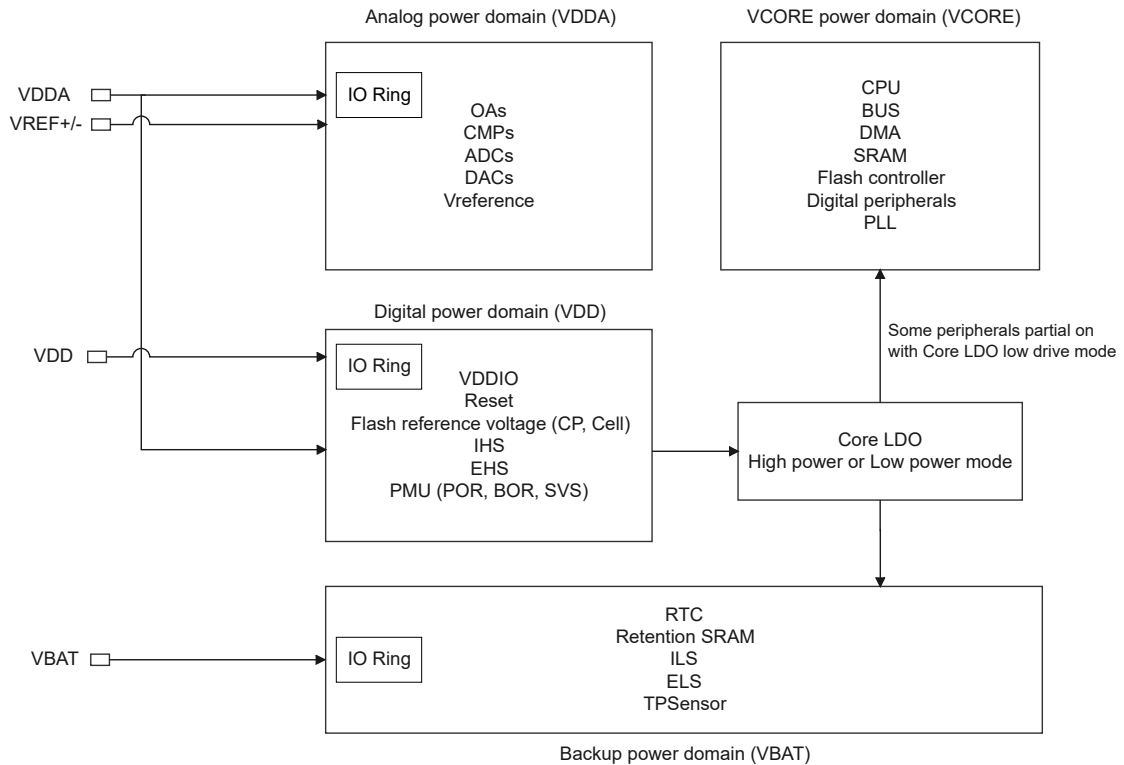 Analog power domain (VDDA)
VCORE power domain (VCORE)
VDDA
VREF+/-
IO Ring
OAs
CMPs
ADCs
DACs
Vreference
CPU
BUS
DMA
SRAM
Flash controller
Digital peripherals
PLL
Digital power domain (VDD)
VDD
IO Ring
VDDIO
Reset
Flash reference voltage (CP, Cell)
IHS
EHS
PMU (POR, BOR, SVS)
Some peripherals partial on
with Core LDO low drive mode
Core LDO
High power or Low power mode
VBAT
IO Ring
RTC
Retention SRAM
ILS
ELS
TPSensor
Backup power domain (VBAT)